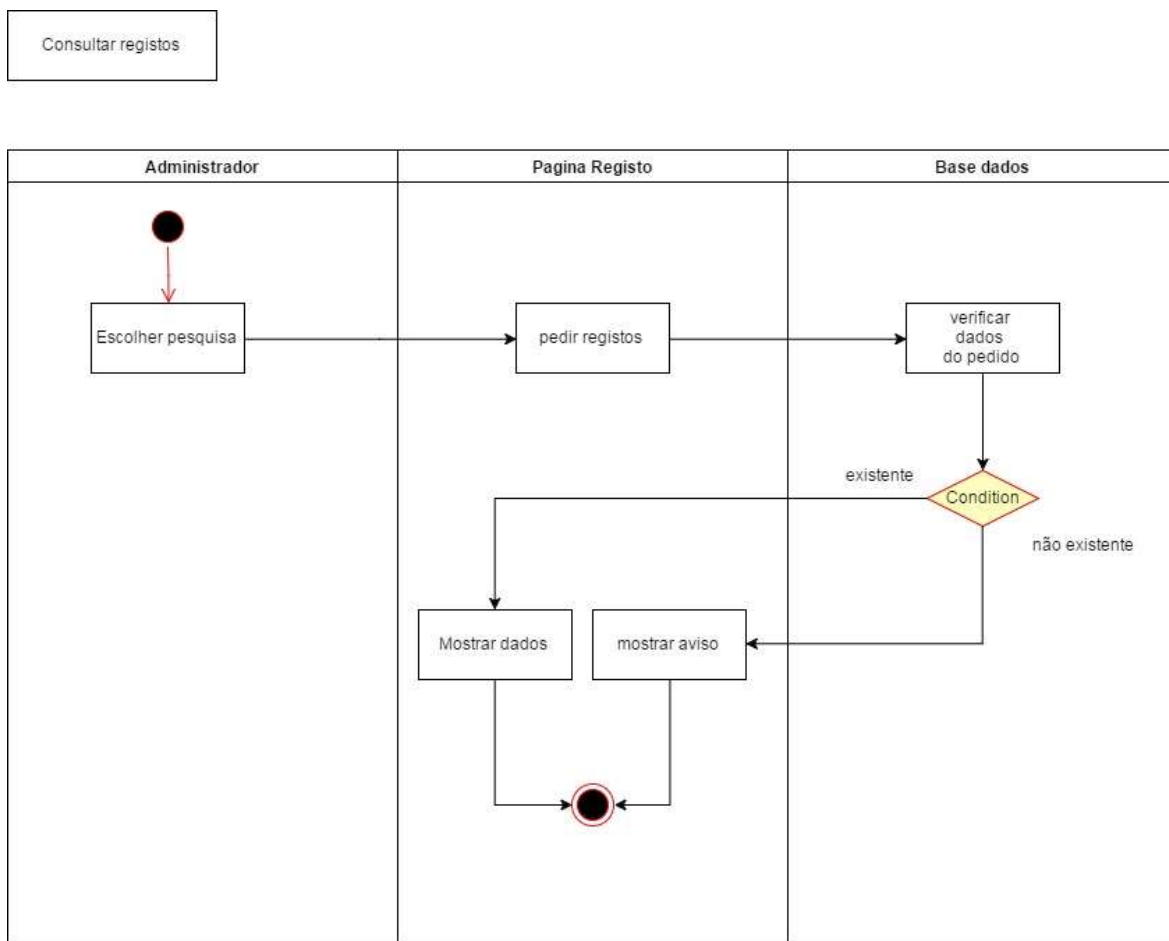 Consultar registos
Administrador
Pagina Registo
Base dados
Escolher pesquisa
pedir registos
verificar
dados
do pedido
existente
Condition
não existente
Mostrar dados
mostrar aviso